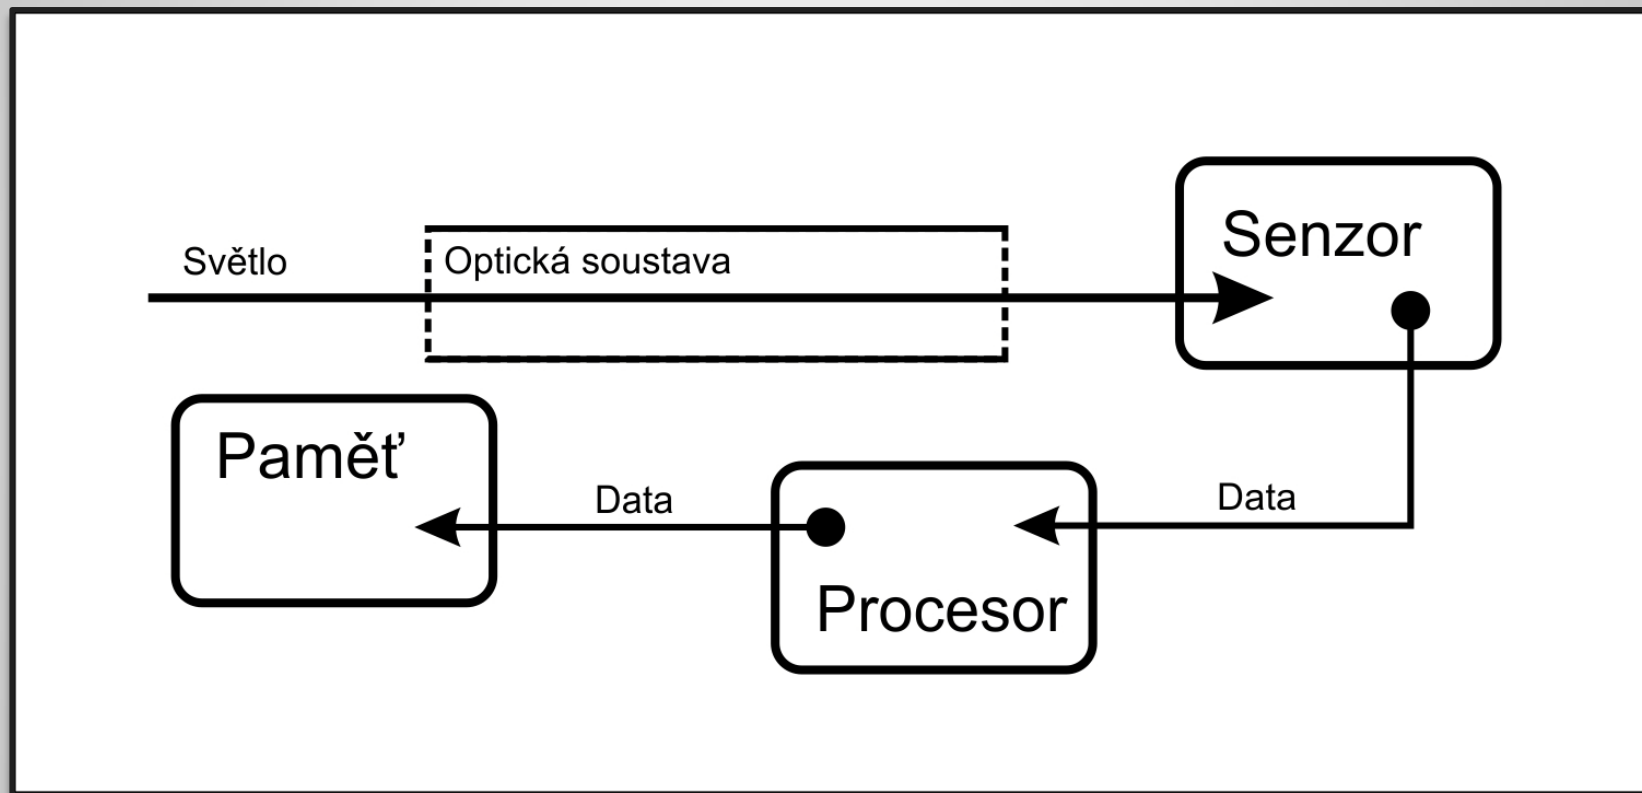 Světlo
Optická soustava
Senzor
Paměť
Data
Procesor
Data